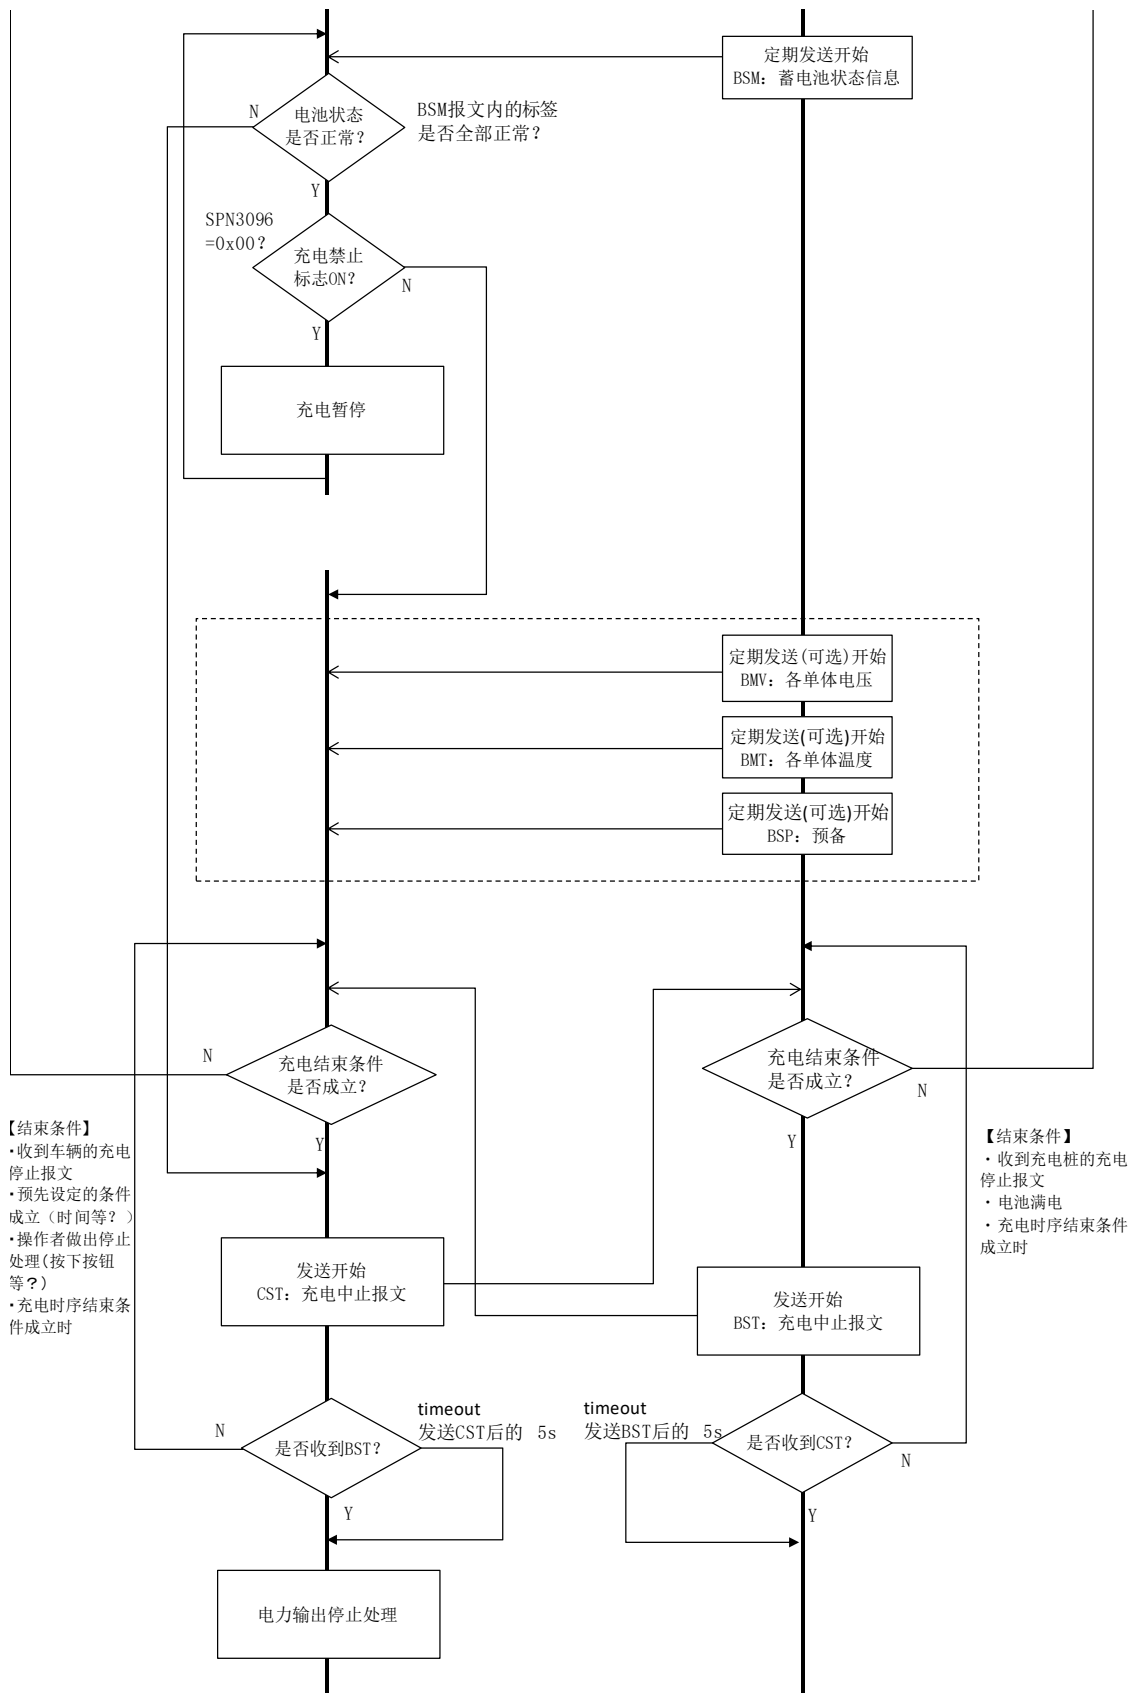 定期发送开始
BSM：蓄电池状态信息
N
电池状态
是否正常？
BSM报文内的标签
是否全部正常？
Y
SPN3096
=0x00？
充电禁止
标志ON？
N
Y
充电暂停
定期发送(可选)开始
BMV：各单体电压
定期发送(可选)开始
BMT：各单体温度
定期发送(可选)开始
BSP：预备
N
充电结束条件
是否成立？
充电结束条件
是否成立？
N
Y
Y
【结束条件】
·收到车辆的充电
停止报文
·预先设定的条件
成立（时间等？）
·操作者做出停止
处理(按下按钮
等？)
·充电时序结束条
件成立时
【结束条件】
· 收到充电桩的充电
停止报文
· 电池满电
· 充电时序结束条件
成立时
发送开始
CST：充电中止报文
发送开始
BST：充电中止报文
N
是否收到BST？
timeout
发送CST后的 5s
timeout
发送BST后的 5s
是否收到CST？
N
Y
Y
电力输出停止处理